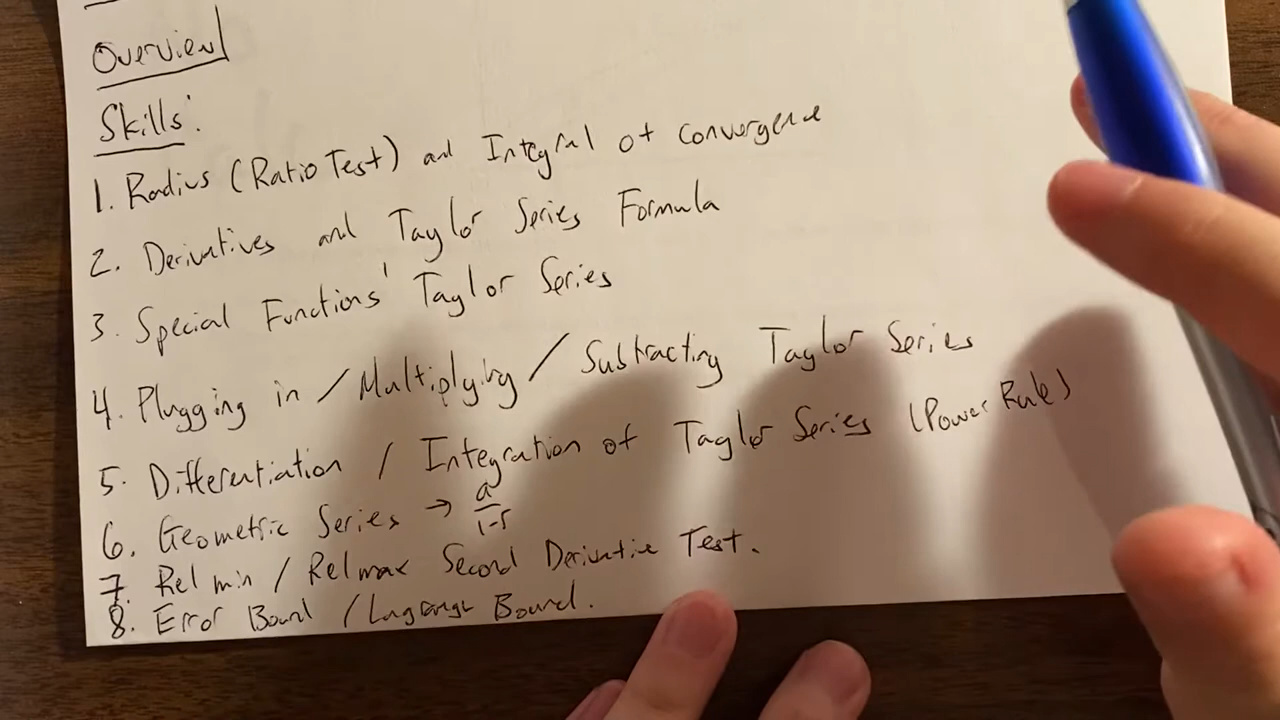 Overview
Skills:
1. Radius (Ratio Test) and Integral of convergence
2. Derivatives and Taylor Series Formula
3. Special Functions' Taylor Series
4. Plugging in / Multiplying / Subtracting Taylor Series
5. Differentiation / Integration of Taylor Series (Power Rule)
6. Geometric Series → a/1-r
7. Rel min / Rel max Second Derivative Test.
8. Error Bound / Lagrange Bound.